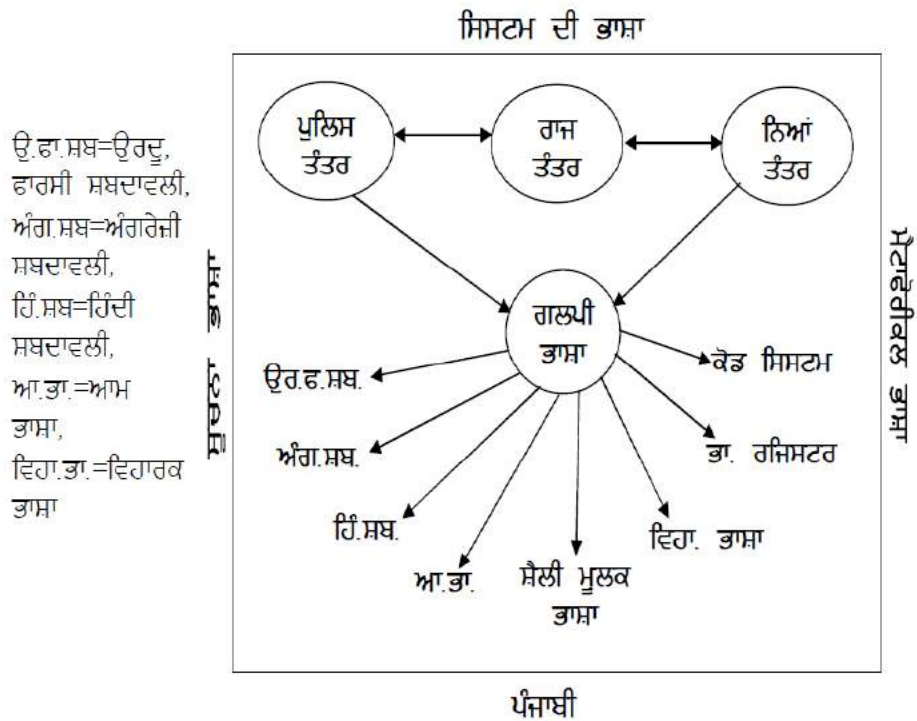 ਸਿਸਟਮ ਦੀ ਭਾਸ਼ਾ
ਪੁਲਿਸ
ਤੰਤਰ
ਰਾਜ
ਤੰਤਰ
ਨਿਆਂ
ਤੰਤਰ
ਉ.ਫਾ.ਸ਼ਬ=ਉਰਦੂ,
ਫਾਰਸੀ ਸ਼ਬਦਾਵਲੀ,
ਅੰਗ.ਸ਼ਬ=ਅੰਗਰੇਜ਼ੀ
ਸ਼ਬਦਾਵਲੀ,
ਹਿੰ.ਸ਼ਬ=ਹਿੰਦੀ
ਸ਼ਬਦਾਵਲੀ,
ਆ.ਭਾ.=ਆਮ
ਭਾਸ਼ਾ,
ਵਿਹਾ.ਭਾ.=ਵਿਹਾਰਕ
ਭਾਸ਼ਾ
ਸੂਚਨਾ ਭਾਸ਼ਾ
ਗਲਪੀ
ਭਾਸ਼ਾ
ਉਰ.ਫ.ਸ਼ਬ.
ਅੰਗ.ਸ਼ਬ.
ਹਿੰ.ਸ਼ਬ.
ਆ.ਭਾ.
ਸ਼ੈਲੀ ਮੂਲਕ
ਭਾਸ਼ਾ
ਵਿਹਾ. ਭਾਸ਼ਾ
ਭਾ. ਰਜਿਸਟਰ
ਕੋਡ ਸਿਸਟਮ
ਮੈਟਾਫੋਰੀਕਲ ਭਾਸ਼ਾ
ਪੰਜਾਬੀ